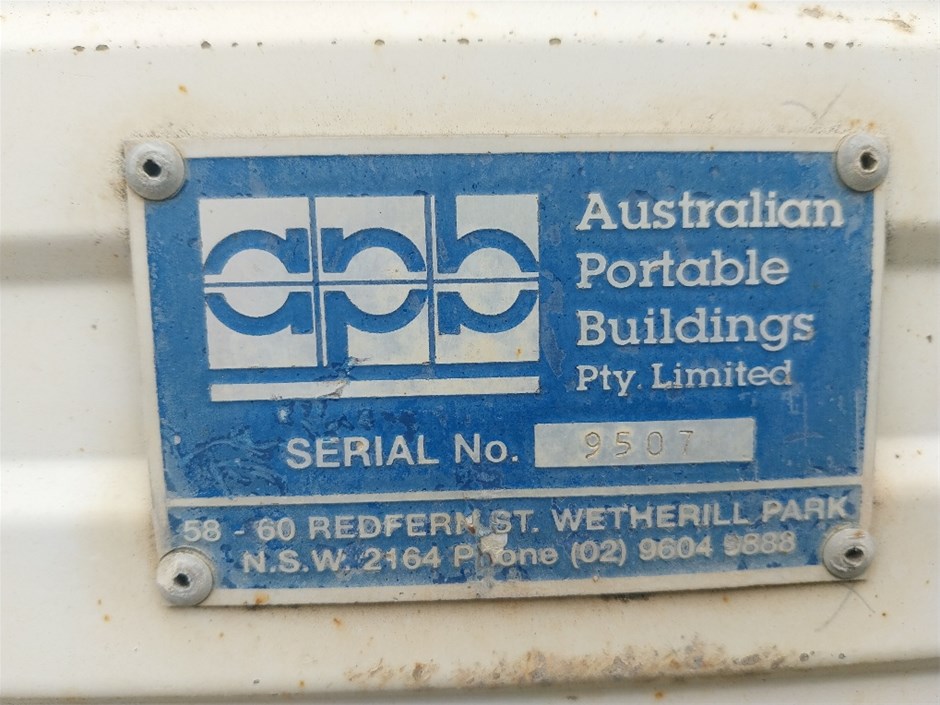 apb
Australian
Portable
Buildings
Pty. Limited
SERIAL No. 9507
58 - 60 REDFERN ST. WETHERILL PARK
N.S.W. 2164 Phone (02) 9604 9888